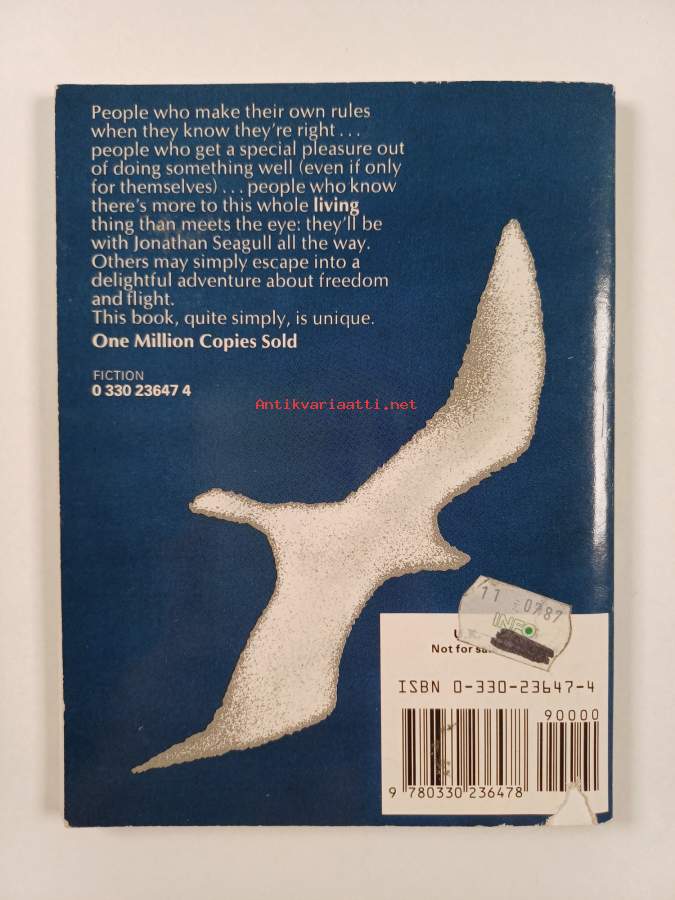 People who make their own rules
when they know they're right...
people who get a special pleasure out
of doing something well (even if only
for themselves)...people who know
there's more to this whole living
thing than meets the eye: they'll be
with Jonathan Seagull all the way.
Others may simply escape into a
delightful adventure about freedom
and flight.
This book, quite simply, is unique.
One Million Copies Sold
FICTION
0 330 23647 4
Antikvariaatti.net
11 0787
INFO
Not for
ISBN 0-330-23647-4
90000
9 780330 236478